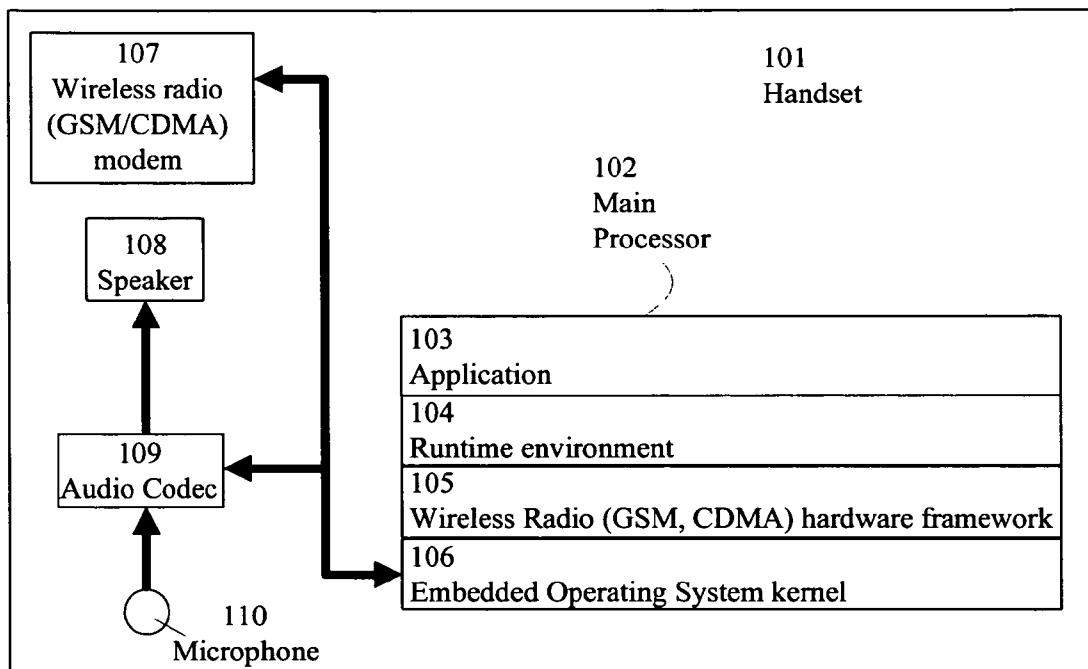 107
Wireless radio
(GSM/CDMA)
modem
101
Handset
102
Main
Processor
108
Speaker
103
Application
104
Runtime environment
109
Audio Codec
105
Wireless Radio (GSM, CDMA) hardware framework
106
Embedded Operating System kernel
110
Microphone